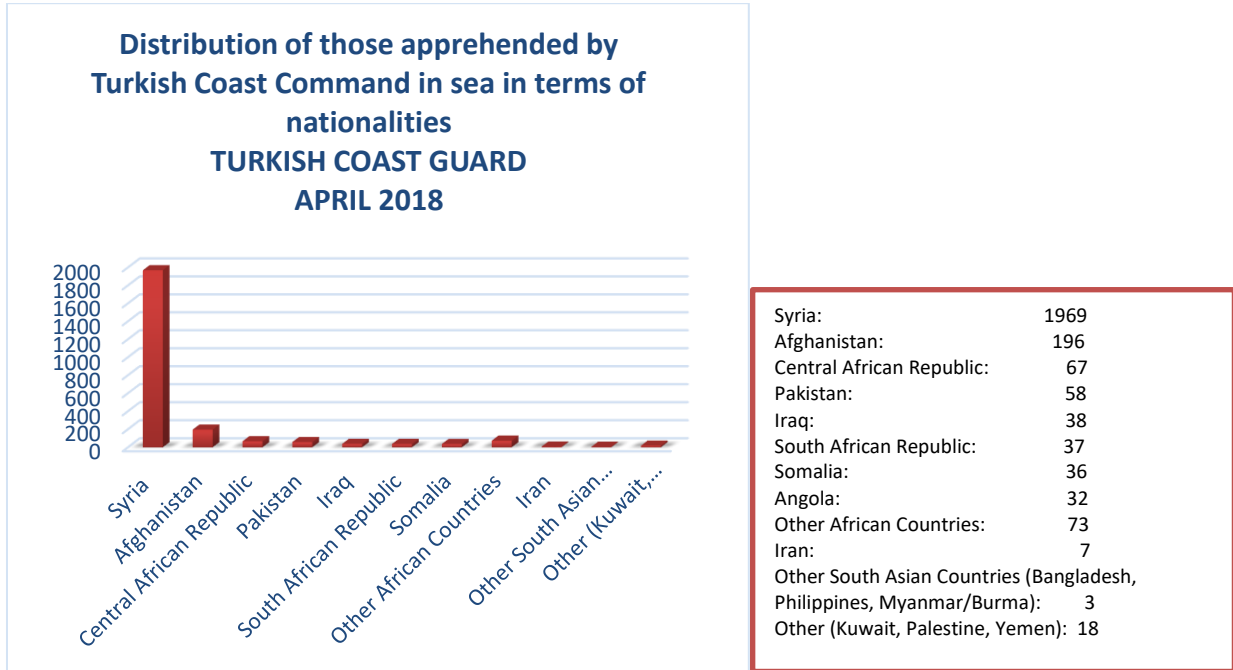 Distribution of those apprehended by
Turkish Coast Command in sea in terms of
nationalities
TURKISH COAST GUARD
APRIL 2018
2000
1800
1600
1400
1200
1000
800
600
400
200
0
Syria
Afghanistan
Central African Republic
Pakistan
Iraq
South African Republic
Somalia
Other African Countries
Iran
Other South Asian...
Other (Kuwait,...
Syria: 1969
Afghanistan: 196
Central African Republic: 67
Pakistan: 58
Iraq: 38
South African Republic: 37
Somalia: 36
Angola: 32
Other African Countries: 73
Iran: 7
Other South Asian Countries (Bangladesh,
Philippines, Myanmar/Burma): 3
Other (Kuwait, Palestine, Yemen): 18